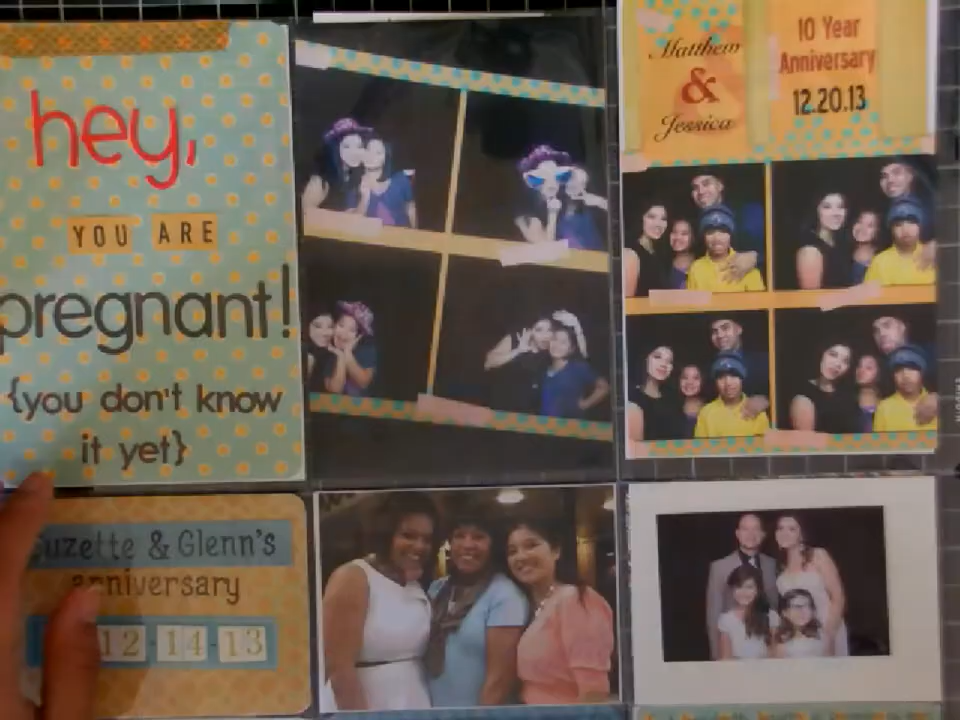 hey,
YOU ARE
pregnant!
{you don't know
it yet}
Matthew
&
Jessica
10 Year
Anniversary
12.20.13
Suzette & Glenn's
anniversary
12-14-13